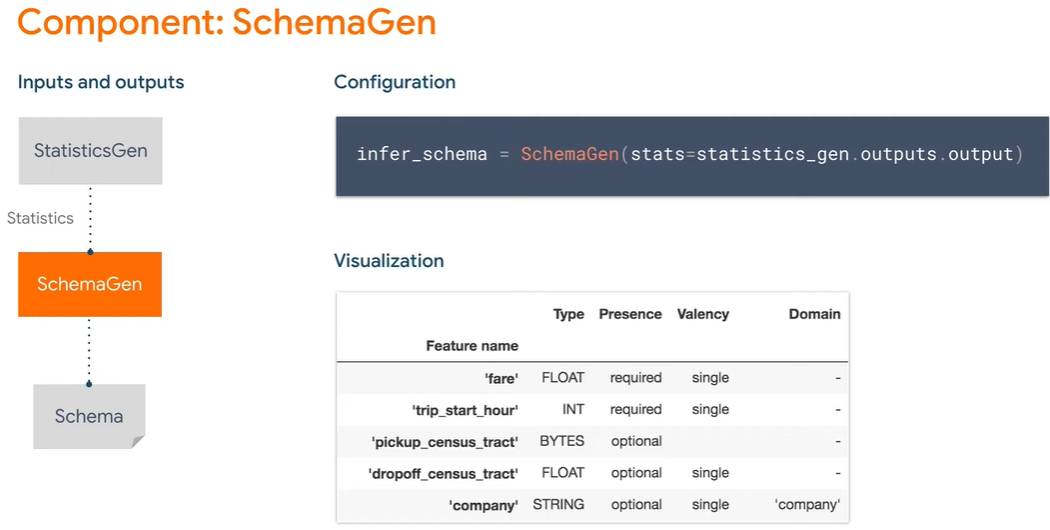 Component: SchemaGen
Inputs and outputs
StatisticsGen
Statistics
SchemaGen
Schema
Configuration
infer_schema = SchemaGen(stats=statistics_gen.outputs.output)
Visualization
Type Presence Valency Domain
Feature name
'fare' FLOAT required single -
'trip_start_hour' INT required single -
'pickup_census_tract' BYTES optional -
'dropoff_census_tract' FLOAT optional single -
'company' STRING optional single 'company'